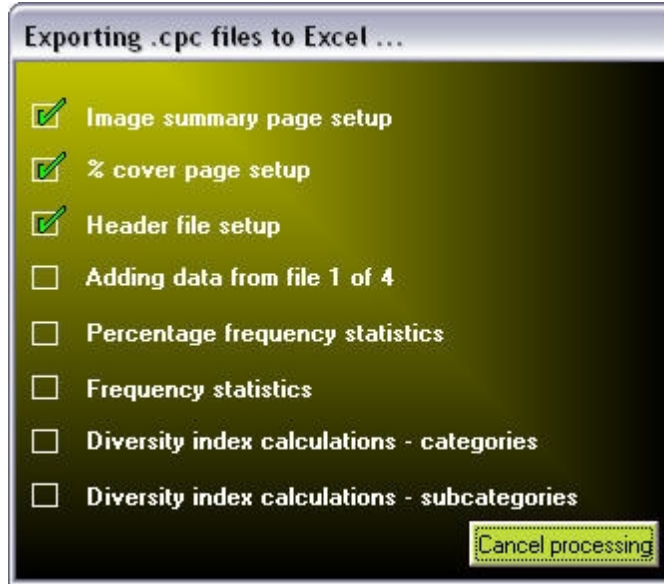 Exporting .cpc files to Excel ...
Image summary page setup
% cover page setup
Header file setup
Adding data from file 1 of 4
Percentage frequency statistics
Frequency statistics
Diversity index calculations - categories
Diversity index calculations - subcategories
Cancel processing